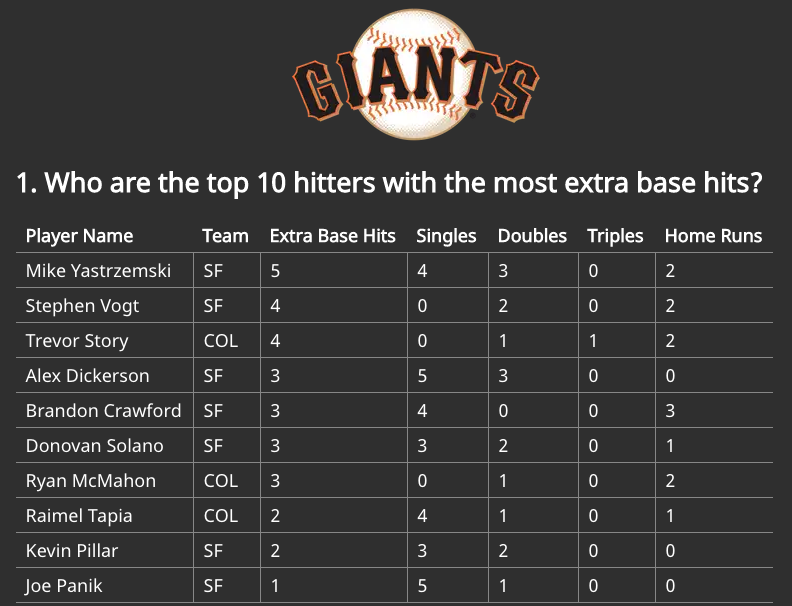 GIANTS
1. Who are the top 10 hitters with the most extra base hits?
Player Name Team Extra Base Hits Singles Doubles Triples Home Runs
Mike Yastrzemski SF 5 4 3 0 2
Stephen Vogt SF 4 0 2 0 2
Trevor Story COL 4 0 1 1 2
Alex Dickerson SF 3 5 3 0 0
Brandon Crawford SF 3 4 0 0 3
Donovan Solano SF 3 3 2 0 1
Ryan McMahon COL 3 0 1 0 2
Raimel Tapia COL 2 4 1 0 1
Kevin Pillar SF 2 3 2 0 0
Joe Panik SF 1 5 1 0 0